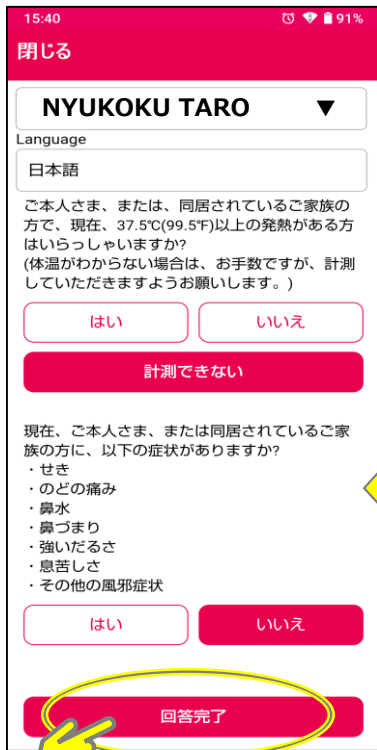 15:40 91%
閉じる
NYUKOKU TARO ▼
Language
日本語
ご本人さま、または、同居されているご家族の
方で、現在、37.5℃(99.5℉)以上の発熱がある方
はいらっしゃいますか?
(体温がわからない場合は、お手数ですが、計測
していただきますようお願いします。)
はい いいえ
計測できない
現在、ご本人さま、または同居されているご家
族の方に、以下の症状がありますか?
・せき
・のどの痛み
・鼻水
・鼻づまり
・強いだるさ
・息苦しさ
・その他の風邪症状
はい いいえ
回答完了